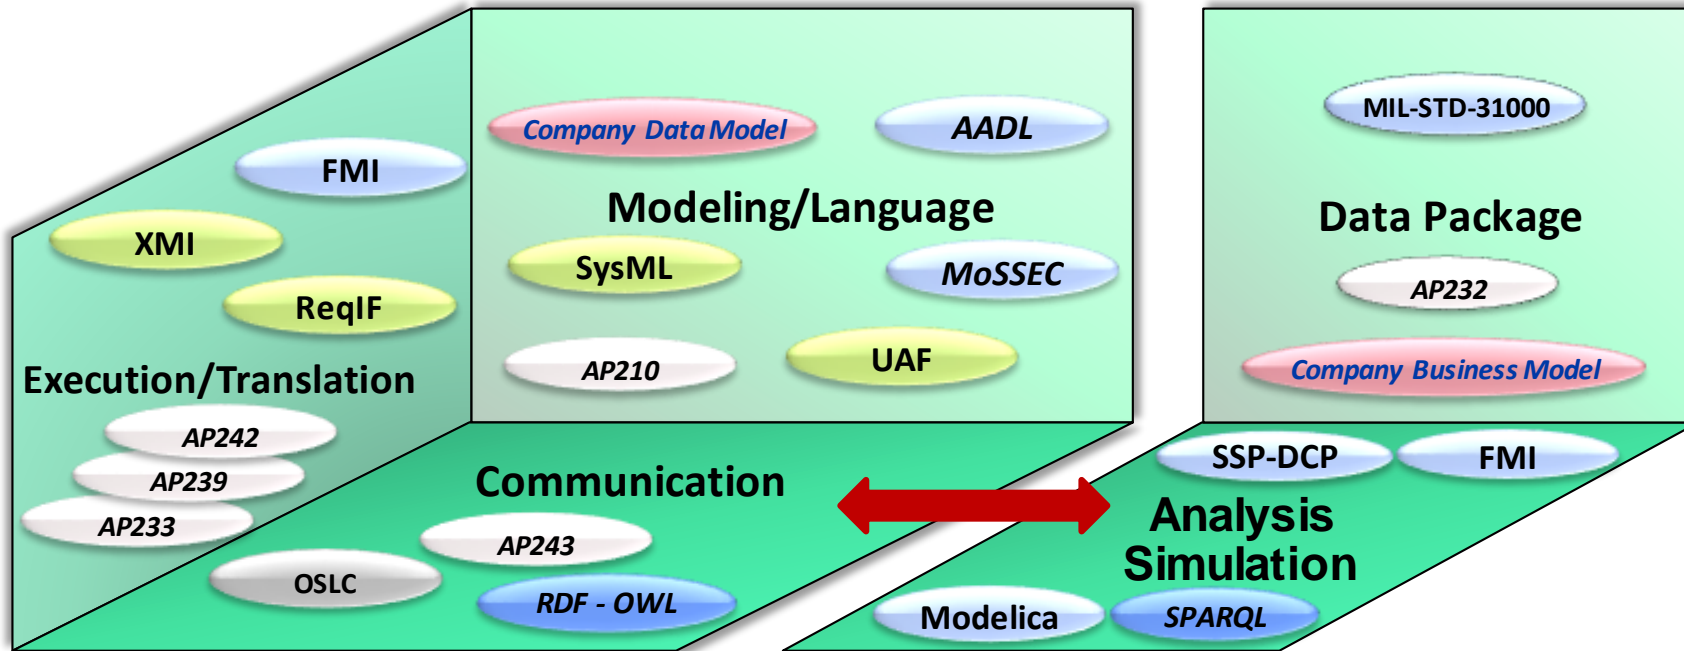 FMI
XMI
ReqIF
Execution/Translation
AP242
AP239
AP233
Company Data Model
AADL
Modeling/Language
SysML
MoSSEC
AP210
UAF
Communication
AP243
OSLC
RDF - OWL
MIL-STD-31000
Data Package
AP232
Company Business Model
SSP-DCP
FMI
Analysis
Simulation
Modelica
SPARQL